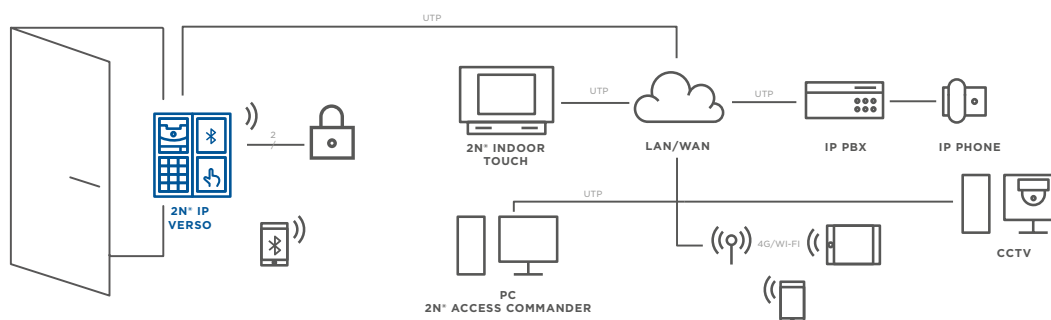 UTP
UTP
UTP
2
2N® INDOOR
TOUCH
LAN/WAN
IP PBX
IP PHONE
2N® IP
VERSO
UTP
4G/WI-FI
CCTV
PC
2N® ACCESS COMMANDER